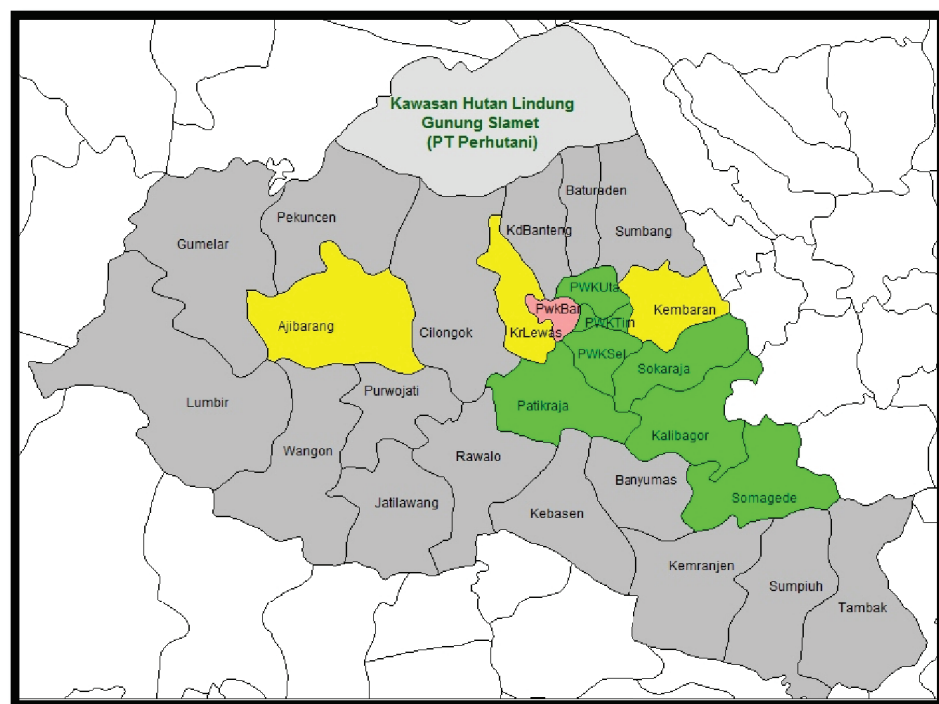 Kawasan Hutan Lindung
Gunung Slamet
(PT Perhutani)
Baturaden
Pekuncen
KdBanteng
Sumbang
Gumelar
PWKUta
PwkBar
Kembaran
PWKTim
Ajibarang
Cilongok
KrLewas
PWKSel
Sokaraja
Purwojati
Lumbir
Patikraja
Kalibagor
Wangon
Rawalo
Banyumas
Somagede
Jatilawang
Kebasen
Kemranjen
Sumpiuh
Tambak